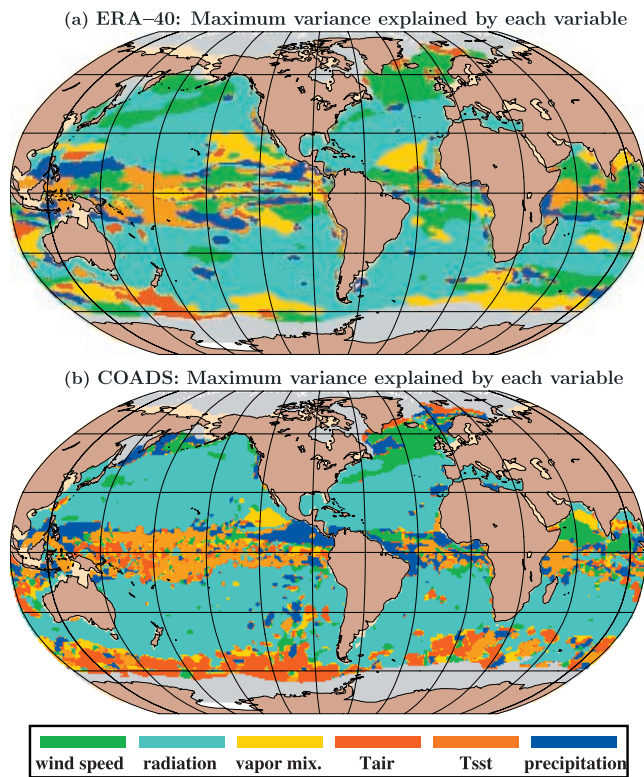 (a) ERA–40: Maximum variance explained by each variable
(b) COADS: Maximum variance explained by each variable
wind speed radiation vapor mix. Tair Tsst precipitation